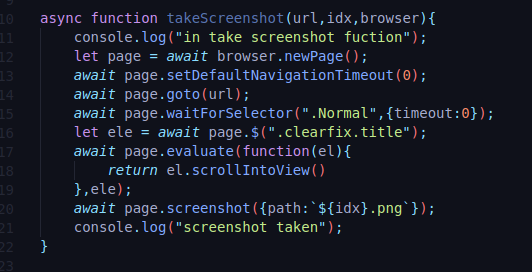 10 async function takeScreenshot(url,idx,browser){
11     console.log("in take screenshot fuction");
12     let page = await browser.newPage();
13     await page.setDefaultNavigationTimeout(0);
14     await page.goto(url);
15     await page.waitForSelector(".Normal",{timeout:0});
16     let ele = await page.$(".clearfix.title");
17     await page.evaluate(function(el){
18         return el.scrollIntoView()
19     },ele);
20     await page.screenshot({path:`${idx}.png`});
21     console.log("screenshot taken");
22 }
23